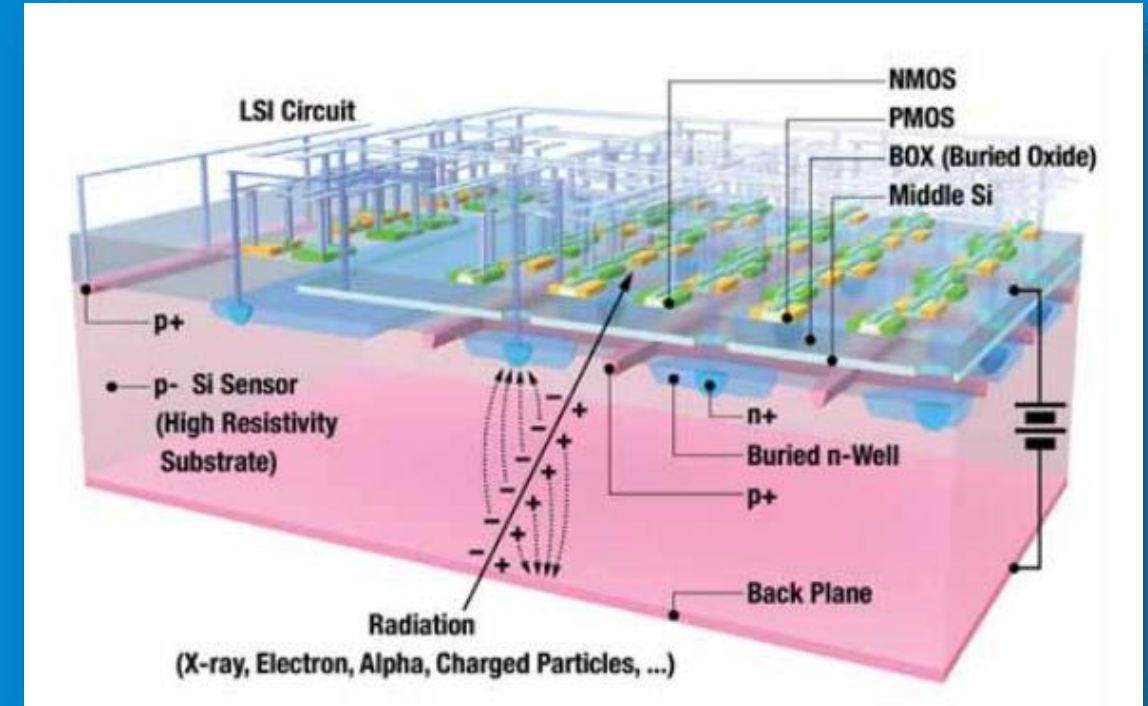 LSI Circuit
NMOS
PMOS
BOX (Buried Oxide)
Middle Si
p+
p- Si Sensor
(High Resistivity
Substrate)
n+
Buried n-Well
p+
Back Plane
Radiation
(X-ray, Electron, Alpha, Charged Particles, ...)